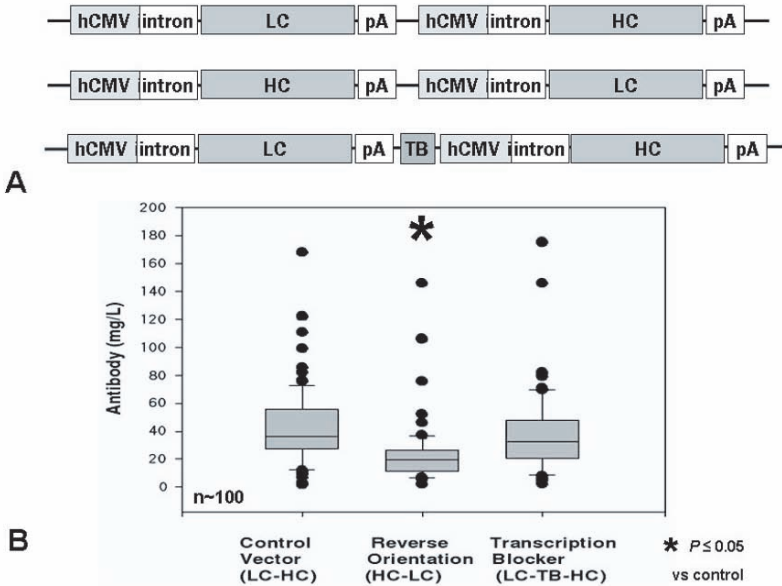 hCMV intron LC pA hCMV intron HC pA
hCMV intron HC pA hCMV intron LC pA
hCMV intron LC pA TB hCMV intron HC pA
A
200
180
160
140
120
100
80
60
40
20
0
Antibody (mg/L)
*
n~100
B
Control
Vector
(LC-HC)
Reverse
Orientation
(HC-LC)
Transcription
Blocker
(LC-TB-HC)
* P ≤ 0.05
vs control